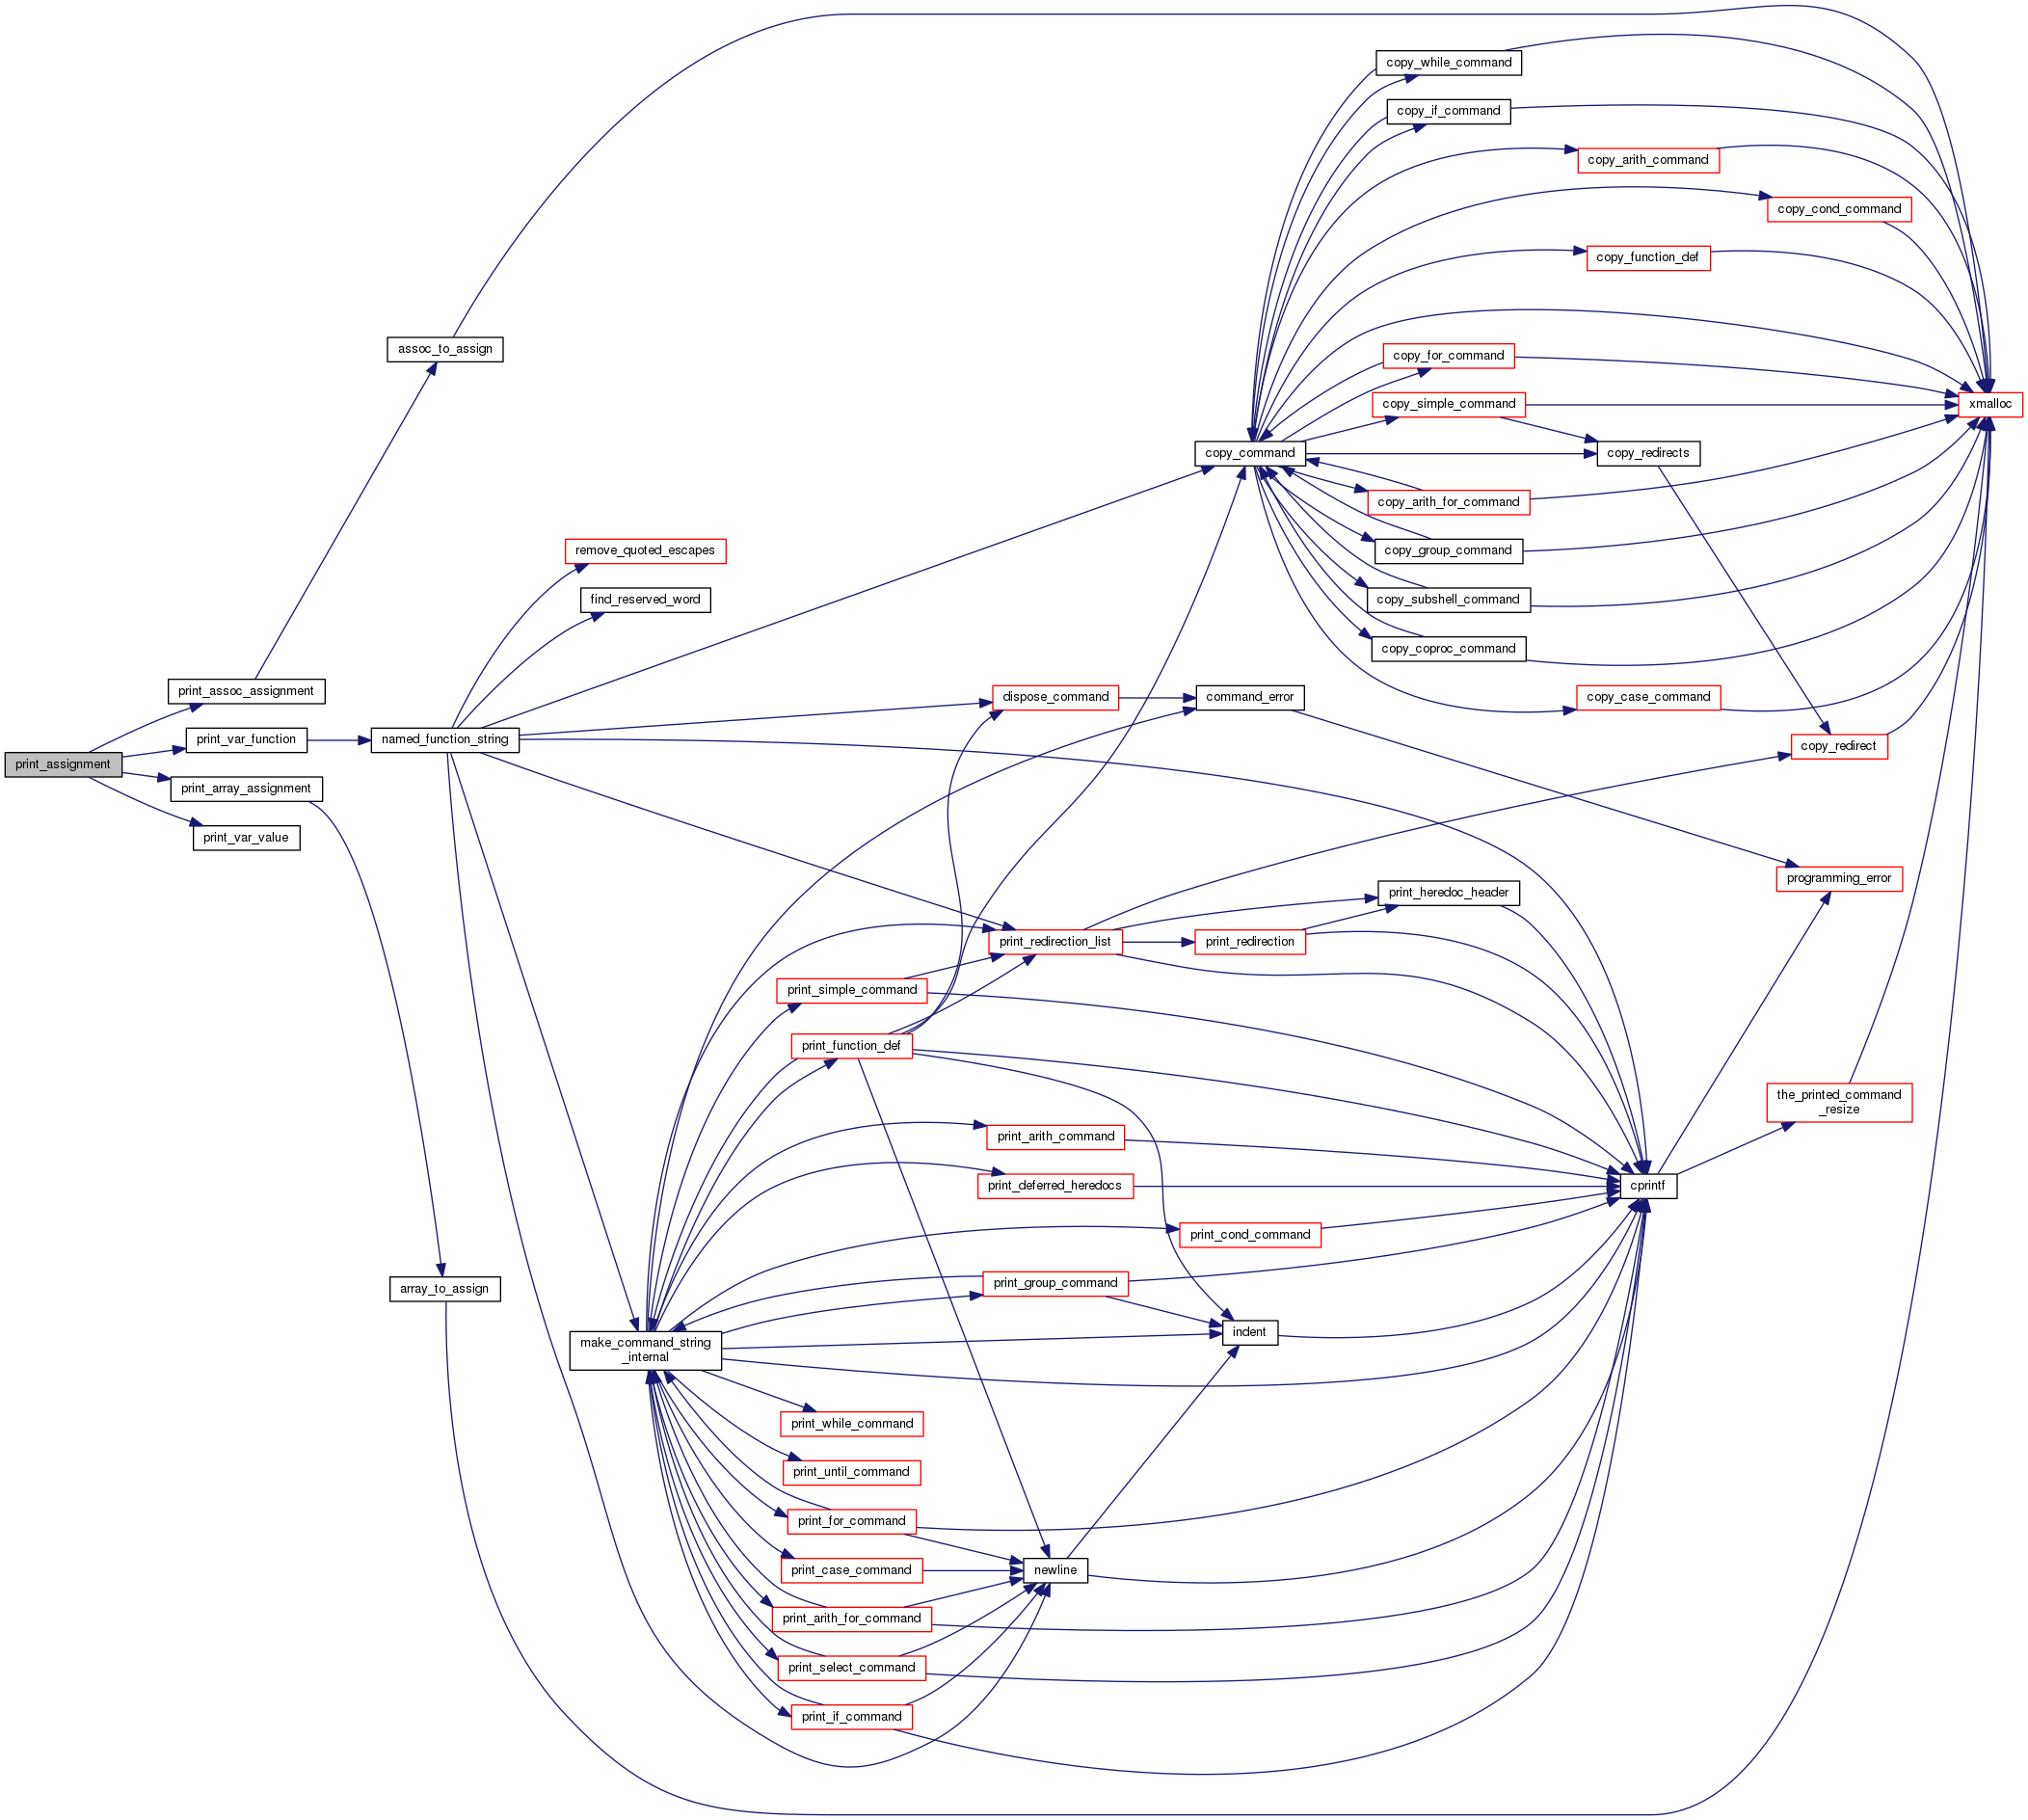 copy_while_command
copy_if_command
copy_arith_command
copy_cond_command
copy_function_def
assoc_to_assign
copy_for_command
copy_simple_command
xmalloc
copy_command
copy_redirects
copy_arith_for_command
remove_quoted_escapes
copy_group_command
find_reserved_word
copy_subshell_command
copy_coproc_command
print_assoc_assignment
dispose_command
command_error
copy_case_command
print_var_function
named_function_string
copy_redirect
print_assignment
print_array_assignment
print_var_value
programming_error
print_heredoc_header
print_redirection_list
print_redirection
print_simple_command
print_function_def
the_printed_command
_resize
print_arith_command
print_deferred_heredocs
cprintf
print_cond_command
print_group_command
array_to_assign
indent
make_command_string
_internal
print_while_command
print_until_command
print_for_command
print_case_command
newline
print_arith_for_command
print_select_command
print_if_command